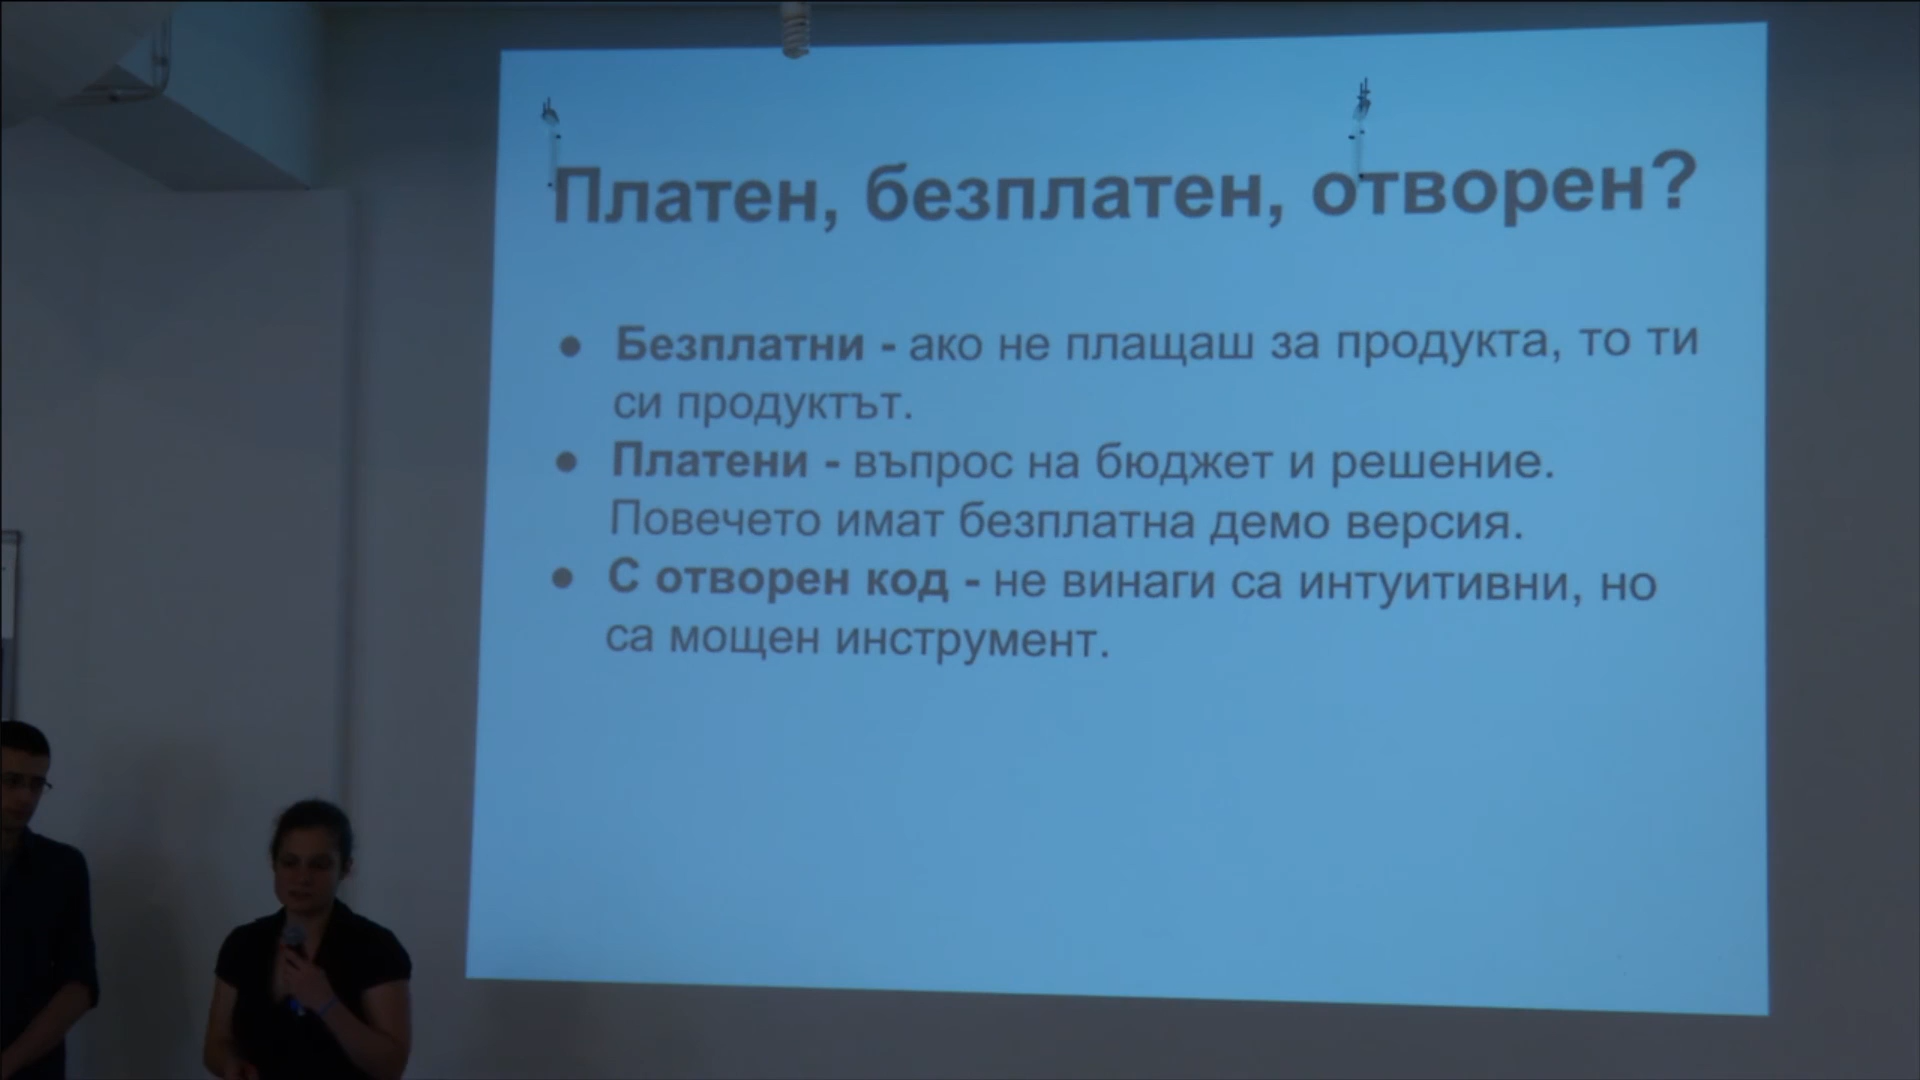 Платен, безплатен, отворен?
● Безплатни - ако не плащаш за продукта, то ти
си продуктът.
● Платени - въпрос на бюджет и решение.
Повечето имат безплатна демо версия.
● С отворен код - не винаги са интуитивни, но
са мощен инструмент.